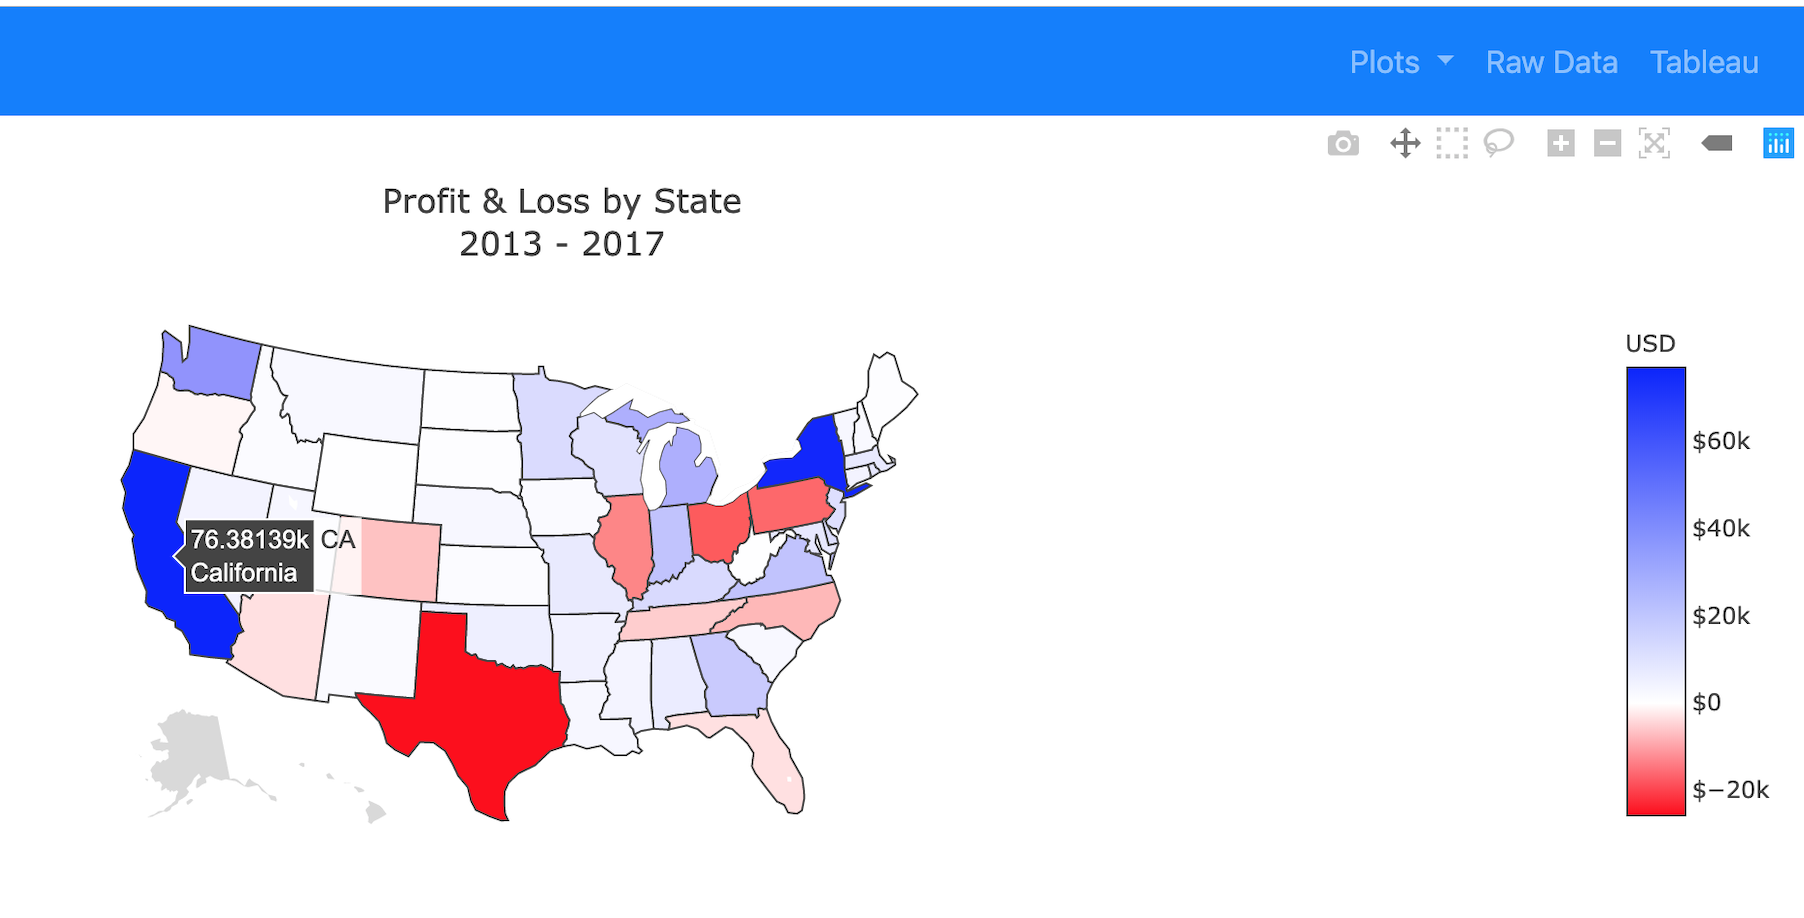 Plots Raw Data Tableau
Profit & Loss by State
2013 - 2017
USD
$60k
$40k
76.38139k CA
California
$20k
$0
$−20k